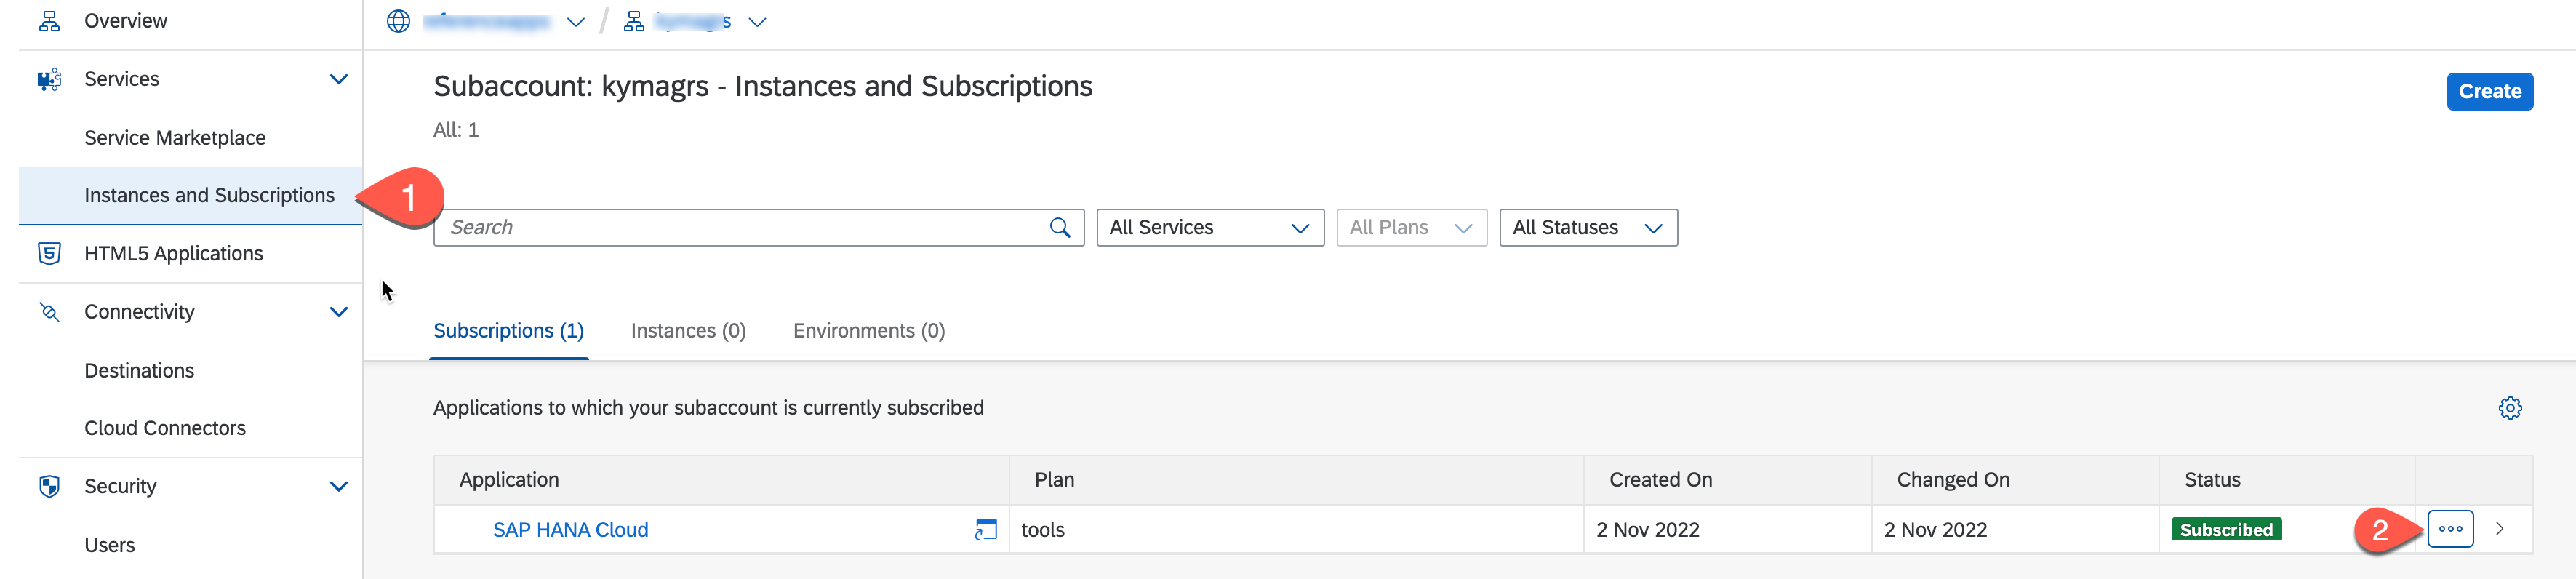 Overview
Services
Service Marketplace
Instances and Subscriptions
HTML5 Applications
Connectivity
Destinations
Cloud Connectors
Security
Users
1
/
Subaccount: kymagrs - Instances and Subscriptions
Create
All: 1
Search All Services All Plans All Statuses
Subscriptions (1) Instances (0) Environments (0)
Applications to which your subaccount is currently subscribed
Application Plan Created On Changed On Status
SAP HANA Cloud tools 2 Nov 2022 2 Nov 2022 Subscribed 2